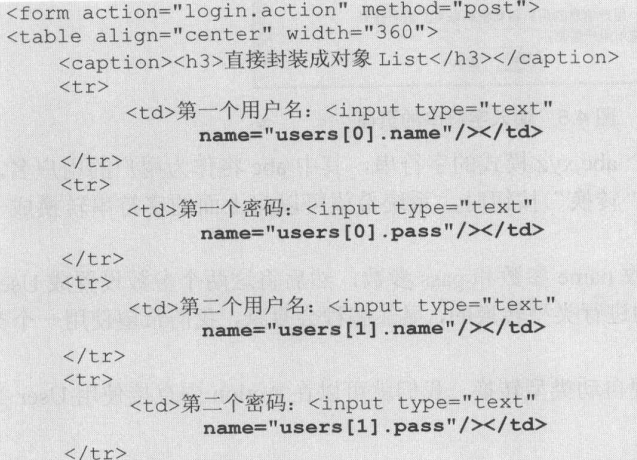 <form action="login.action" method="post">
<table align="center" width="360">
<caption><h3>直接封装成对象 List</h3></caption>
<tr>
<td>第一个用户名：<input type="text"
name="users[0].name"/></td>
</tr>
<tr>
<td>第一个密码：<input type="text"
name="users[0].pass"/></td>
</tr>
<tr>
<td>第二个用户名：<input type="text"
name="users[1].name"/></td>
</tr>
<tr>
<td>第二个密码：<input type="text"
name="users[1].pass"/></td>
</tr>